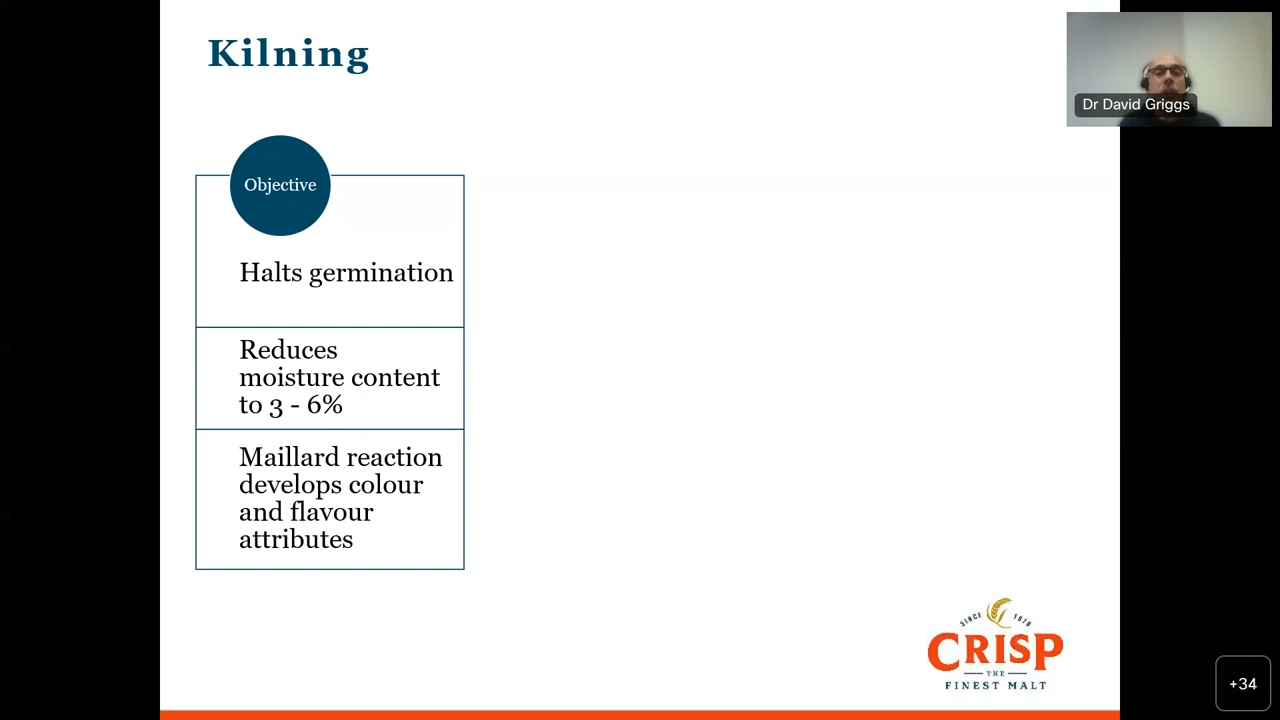 Kilning
Dr David Griggs
Objective
Halts germination
Reduces
moisture content
to 3 - 6%
Maillard reaction
develops colour
and flavour
attributes
SINCE 1870
CRISP
THE
FINEST MALT
+34